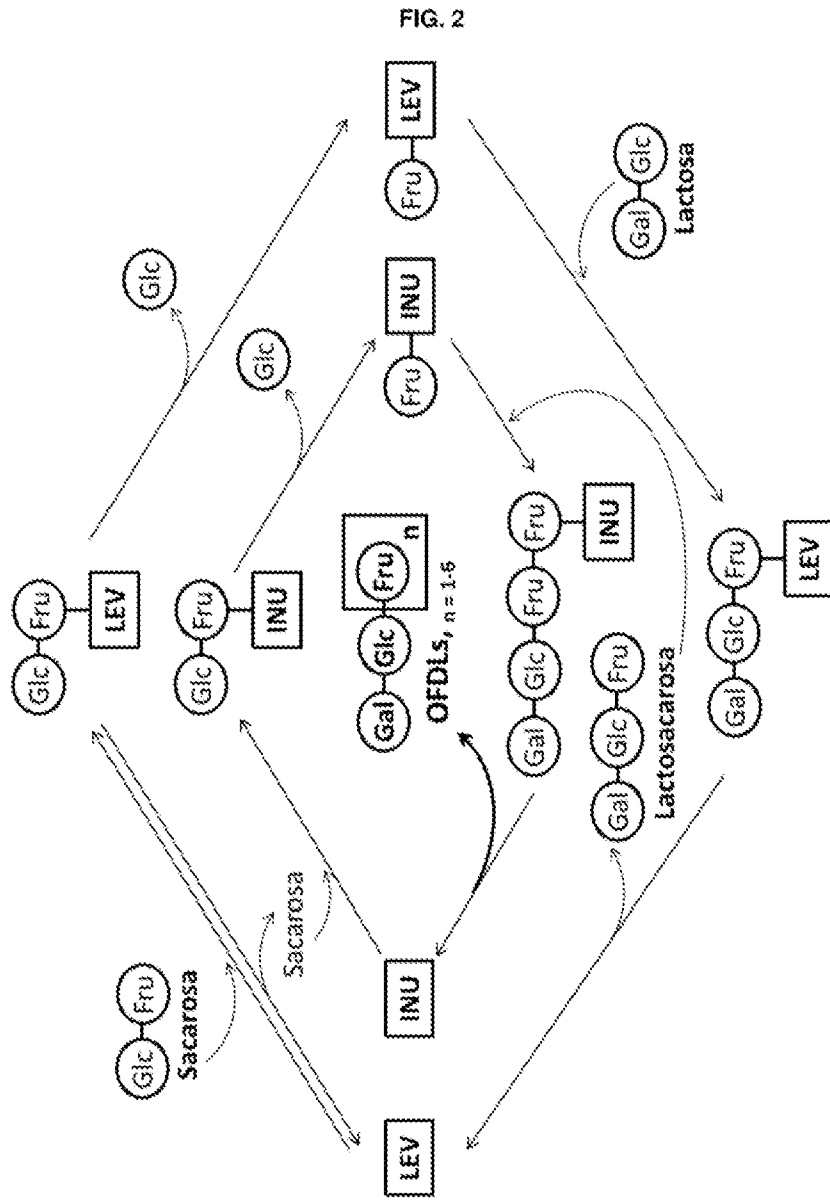 FIG. 2
Glc Fru
LEV
Glc Fru
Sacarosa
Glc
Glc Fru
INU
Glc
Sacarosa
Gal Glc Fru n
OFDLs, n = 1-6
LEV
INU
Fru INU
Fru LEV
Gal Glc Fru Fru
INU
Gal Glc Fru
Lactosacarosa
Gal Glc
Lactosa
Gal Glc Fru
LEV